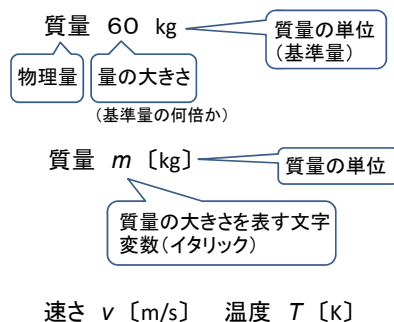 質量 60 kg
質量の単位
(基準量)
物理量
量の大きさ
(基準量の何倍か)
質量 m 〔kg〕
質量の単位
質量の大きさを表す文字
変数(イタリック)
速さ v 〔m/s〕 温度 T 〔K〕